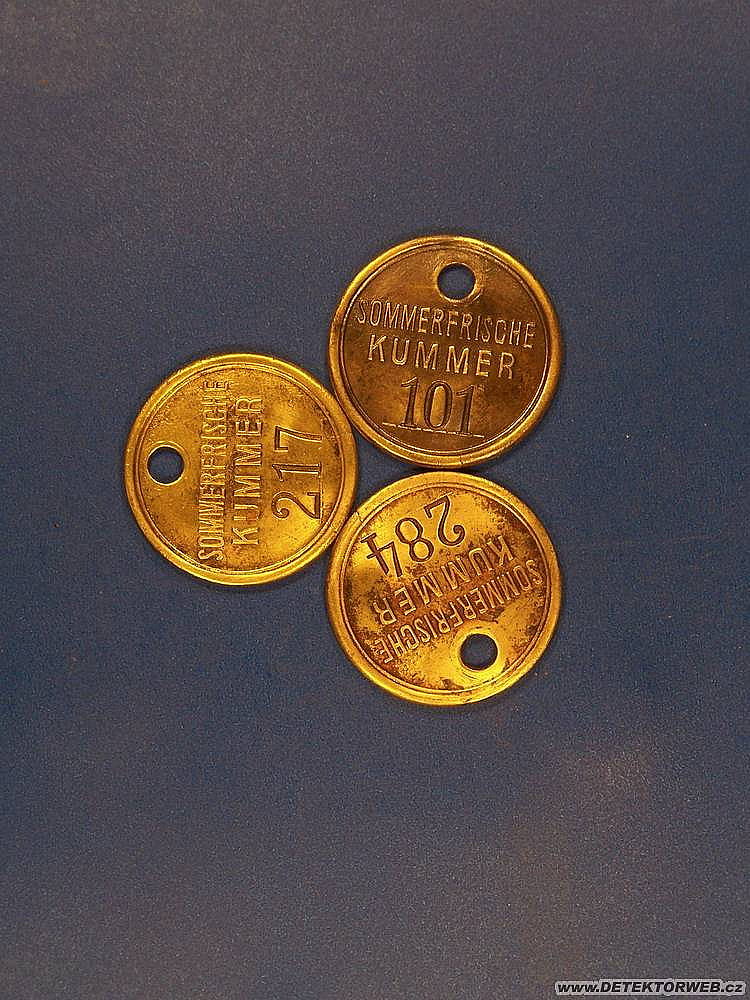 SOMMERFRISCHE
KUMMER
101
SOMMERFRISCHE
KUMMER
217
SOMMERFRISCHE
KUMMER
284
www.DETEKTORWEB.cz